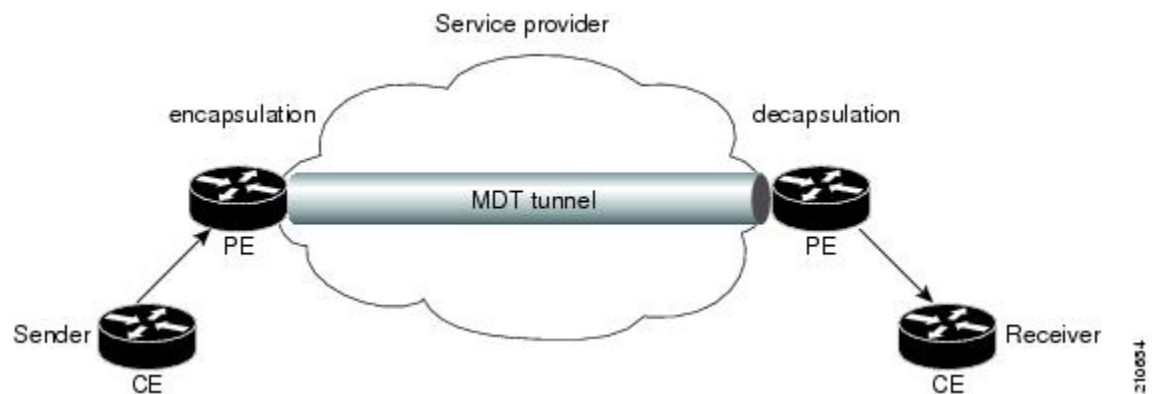 Service provider
encapsulation
decapsulation
MDT tunnel
PE
PE
Sender
Receiver
CE
CE
210654